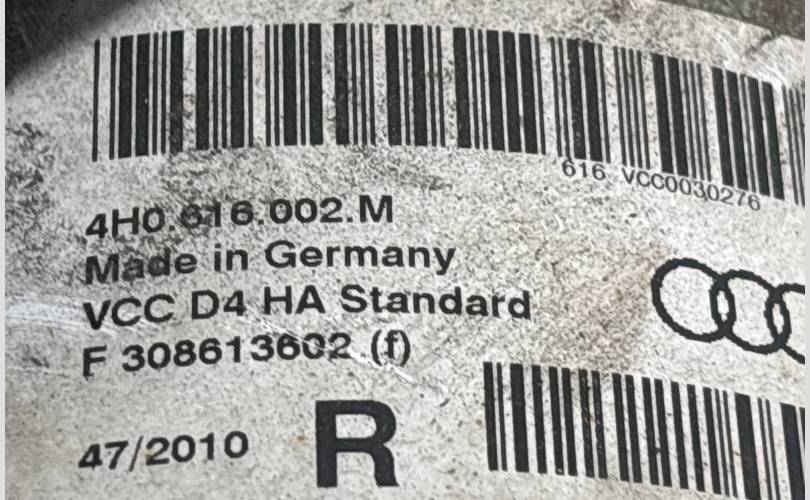 616 VCC0030276
4H0.616.002.M
Made in Germany
VCC D4 HA Standard
F 308613602 (f)
47/2010
R